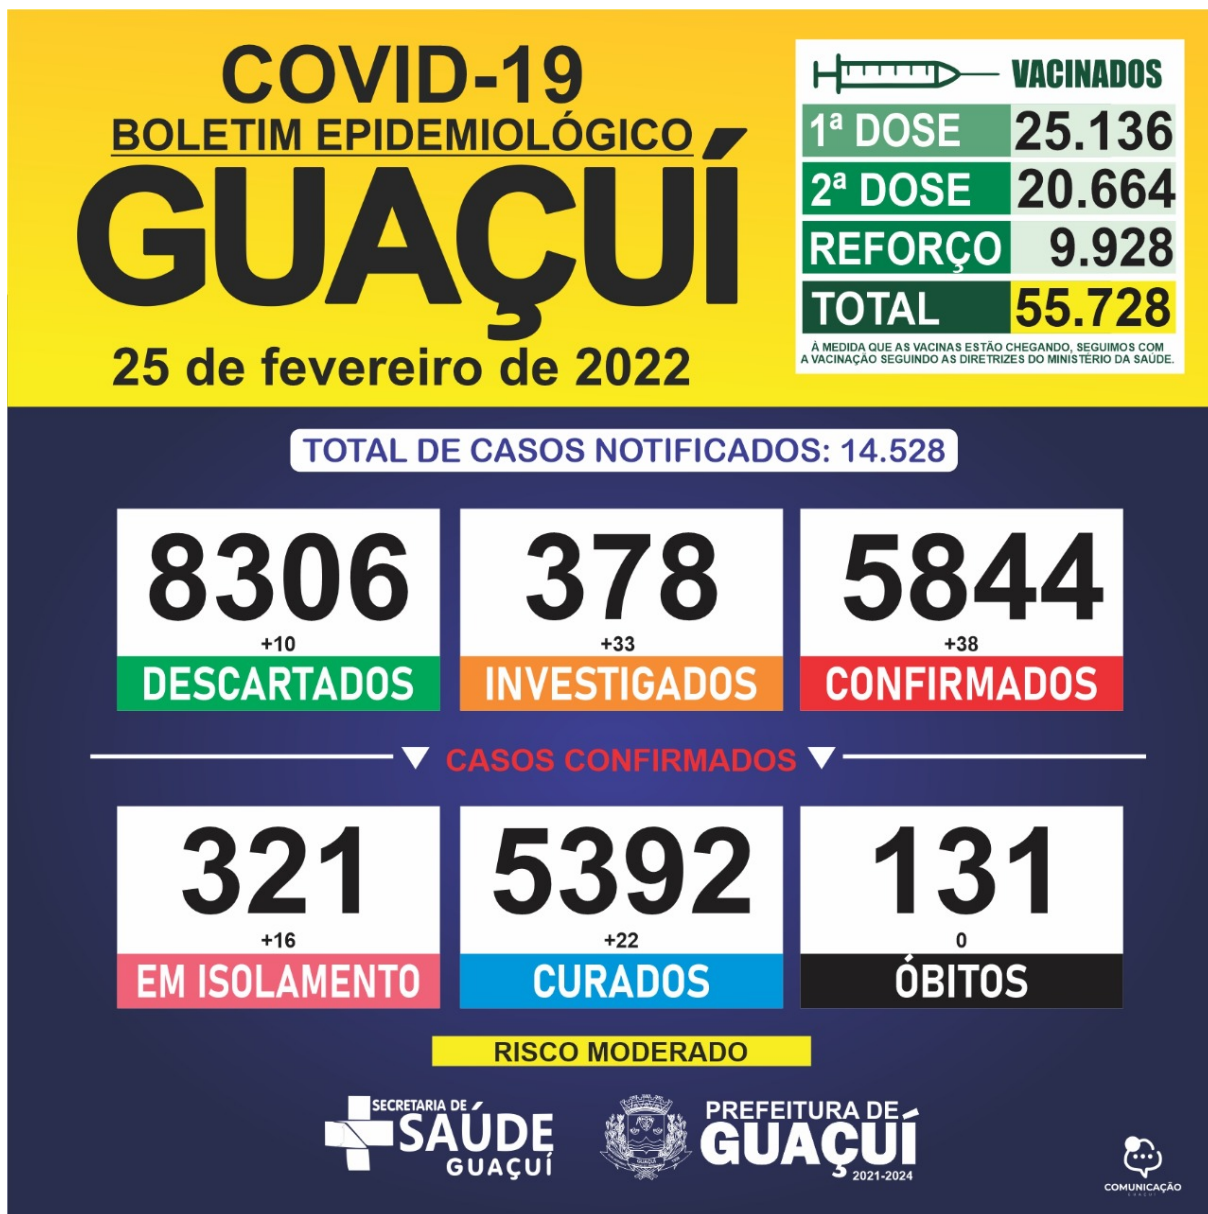 COVID-19
BOLETIM EPIDEMIOLÓGICO
GUAÇUÍ
25 de fevereiro de 2022
VACINADOS
1ª DOSE 25.136
2ª DOSE 20.664
REFORÇO 9.928
TOTAL 55.728
À MEDIDA QUE AS VACINAS ESTÃO CHEGANDO, SEGUIMOS COM
A VACINAÇÃO SEGUINDO AS DIRETRIZES DO MINISTÉRIO DA SAÚDE.
TOTAL DE CASOS NOTIFICADOS: 14.528
8306
+10
DESCARTADOS
378
+33
INVESTIGADOS
5844
+38
CONFIRMADOS
CASOS CONFIRMADOS
321
+16
EM ISOLAMENTO
5392
+22
CURADOS
131
0
ÓBITOS
RISCO MODERADO
SECRETARIA DE
SAÚDE
GUAÇUÍ
GUAÇUÍ
PREFEITURA DE
GUAÇUÍ
2021-2024
COMUNICAÇÃO
GUAÇUÍ